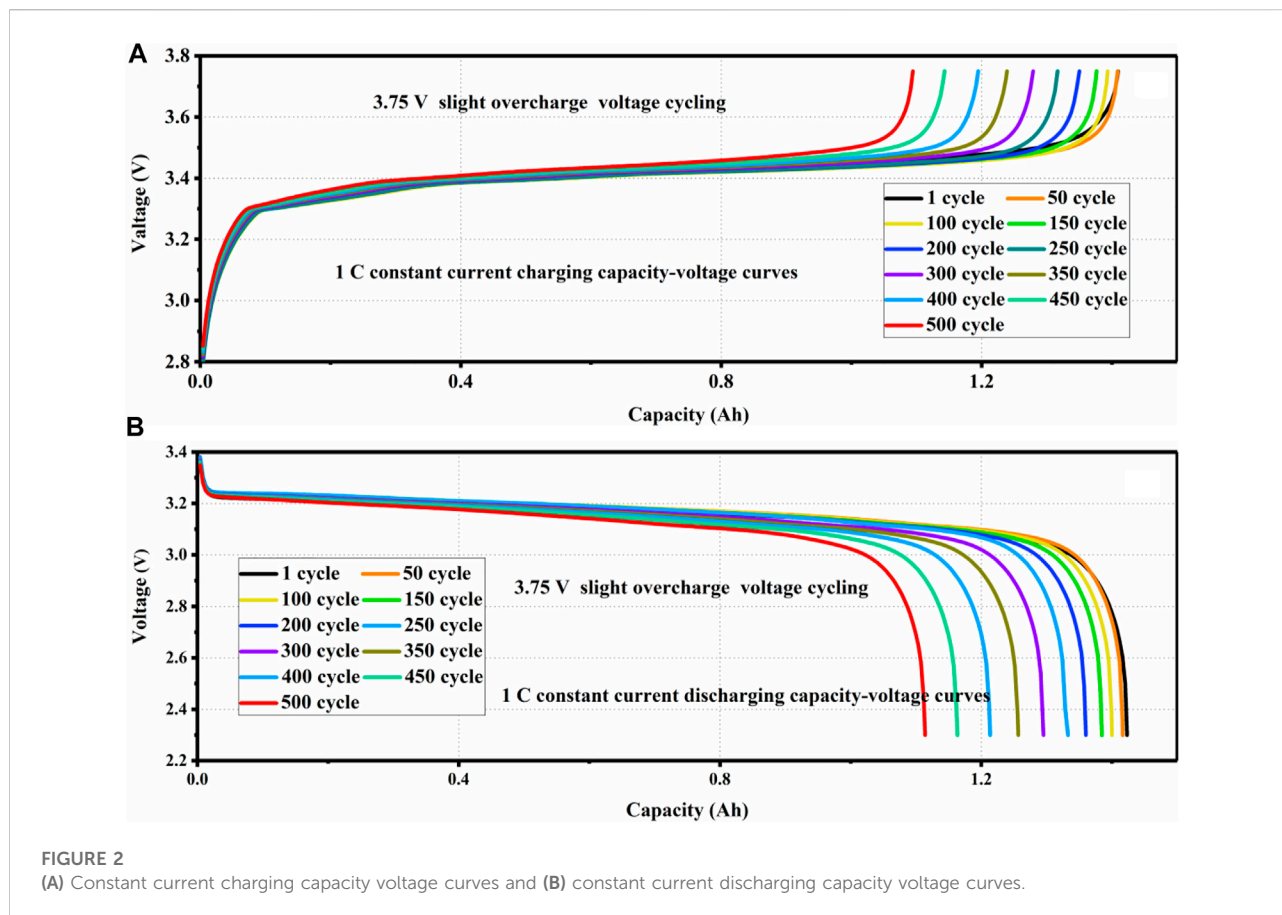 A
3.8
3.6
3.4
3.2
3.0
2.8
Valtage (V)
3.75 V slight overcharge voltage cycling
1 C constant current charging capacity-voltage curves
1 cycle 50 cycle
100 cycle 150 cycle
200 cycle 250 cycle
300 cycle 350 cycle
400 cycle 450 cycle
500 cycle
0.0 0.4 0.8 1.2
Capacity (Ah)
B
3.4
3.2
3.0
2.8
2.6
2.4
2.2
Voltage (V)
1 cycle 50 cycle
100 cycle 150 cycle
200 cycle 250 cycle
300 cycle 350 cycle
400 cycle 450 cycle
500 cycle
3.75 V slight overcharge voltage cycling
1 C constant current discharging capacity-voltage curves
0.0 0.4 0.8 1.2
Capacity (Ah)
FIGURE 2
(A) Constant current charging capacity voltage curves and (B) constant current discharging capacity voltage curves.